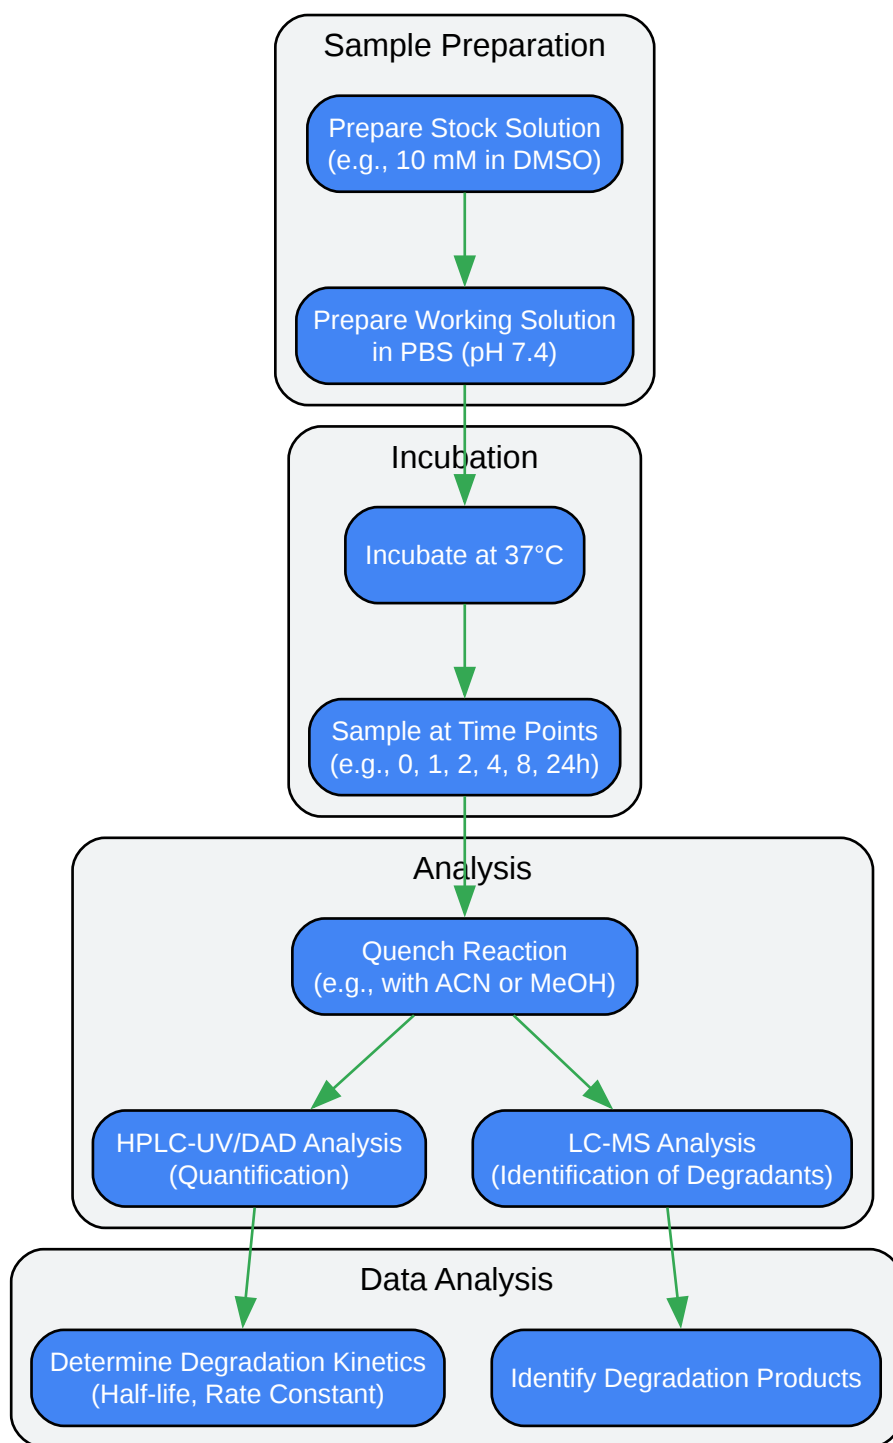 Sample Preparation
Prepare Stock Solution
(e.g., 10 mM in DMSO)
Prepare Working Solution
in PBS (pH 7.4)
Incubation
Incubate at 37°C
Sample at Time Points
(e.g., 0, 1, 2, 4, 8, 24h)
Analysis
Quench Reaction
(e.g., with ACN or MeOH)
HPLC-UV/DAD Analysis
(Quantification)
LC-MS Analysis
(Identification of Degradants)
Data Analysis
Determine Degradation Kinetics
(Half-life, Rate Constant)
Identify Degradation Products